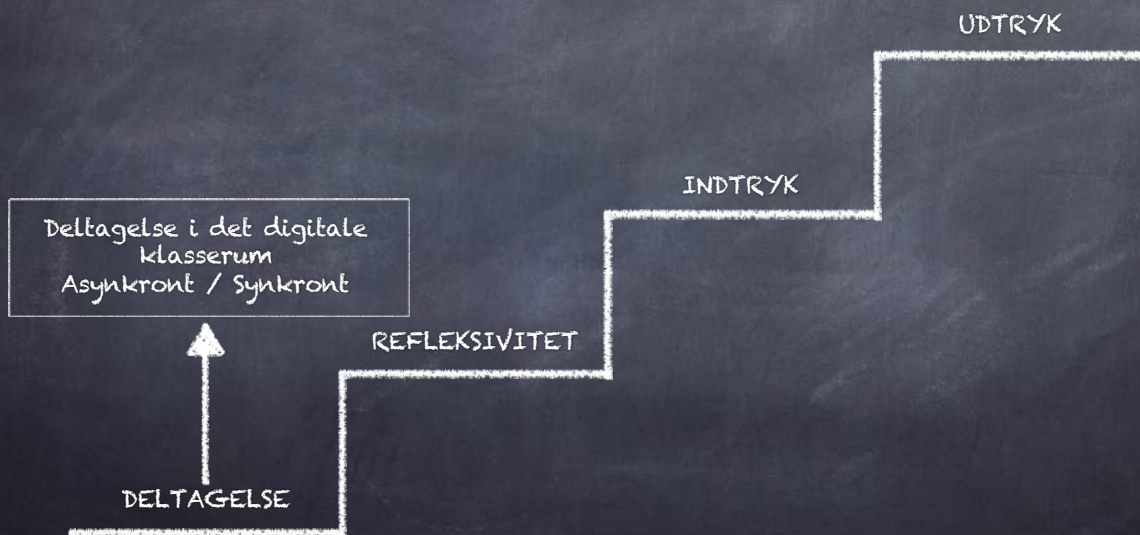 UDTRYK
INDTRYK
Deltagelse i det digitale
klasserum
Asynkront / Synkront
REFLEKSIVITET
DELTAGELSE